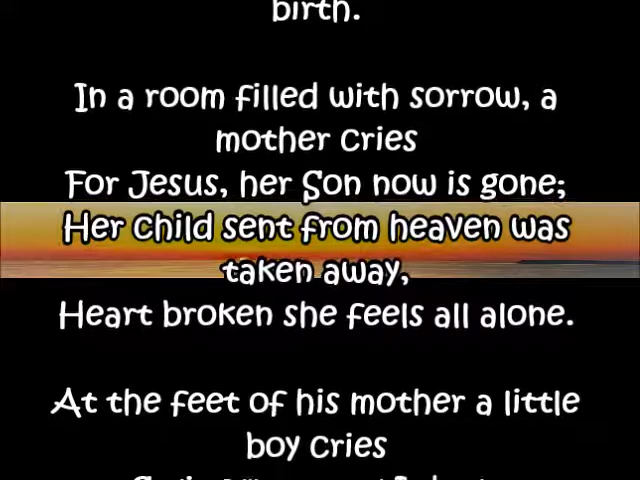 birth.
In a room filled with sorrow, a
mother cries
For Jesus, her Son now is gone;
Her child sent from heaven was
taken away,
Heart broken she feels all alone.
At the feet of his mother a little
boy cries